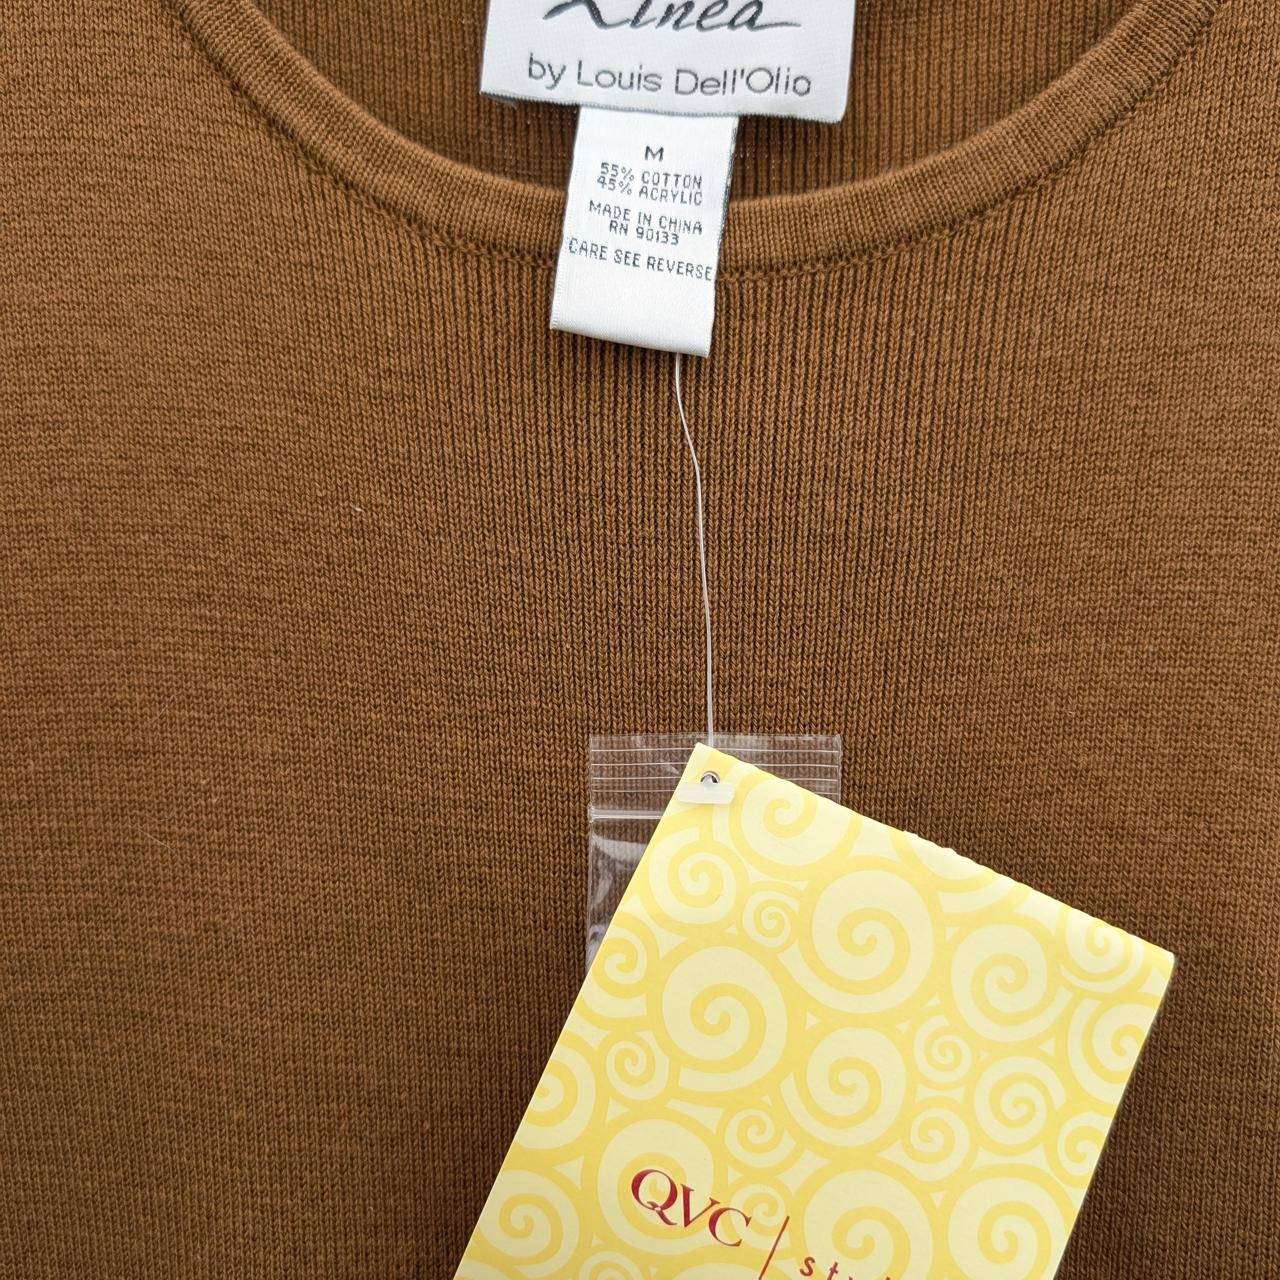 Linea
by Louis Dell'Olio
M
55% COTTON
45% ACRYLIC
MADE IN CHINA
RN 90133
CARE SEE REVERSE
QVC |